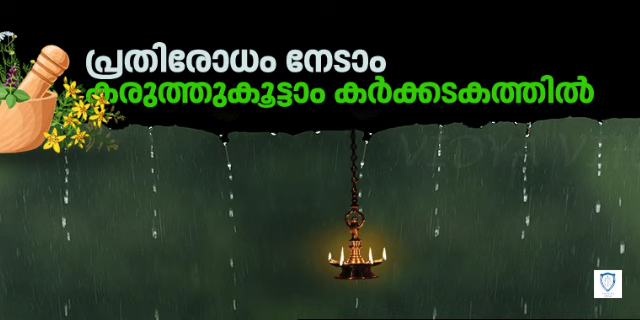 പ്രതിരോധം നേടാം
കരുത്തുകൂട്ടാം കർക്കടകത്തിൽ